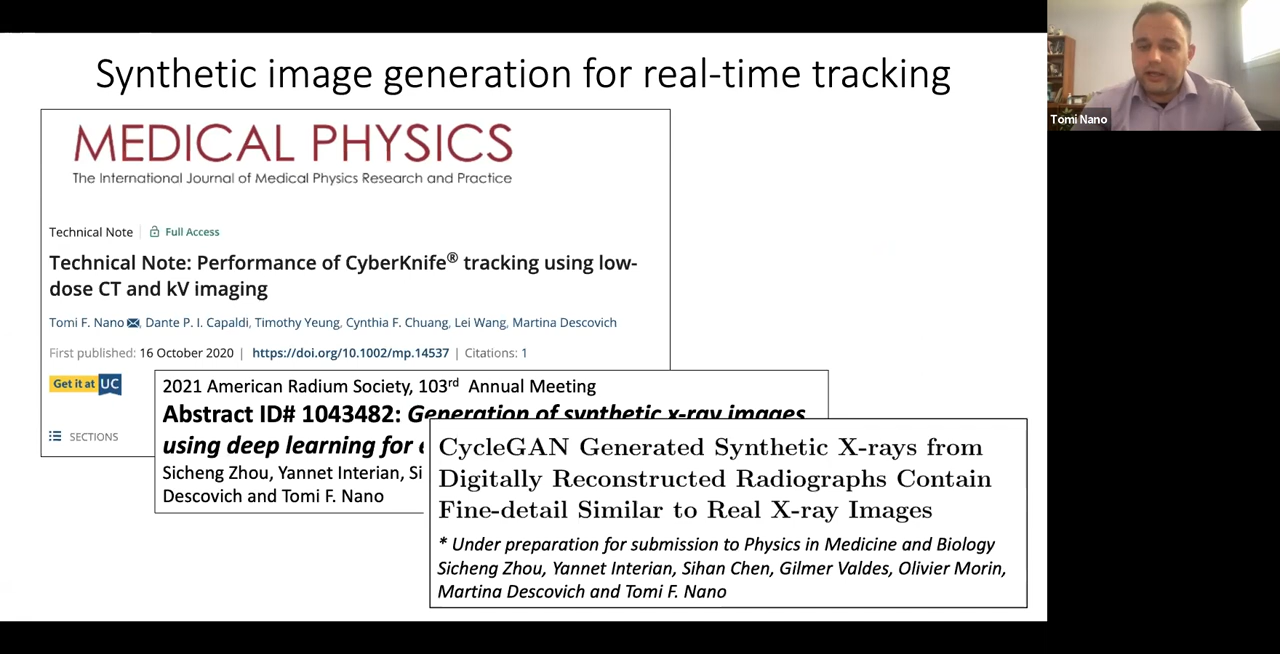 Synthetic image generation for real-time tracking
MEDICAL PHYSICS
The International Journal of Medical Physics Research and Practice
Technical Note | Full Access
Technical Note: Performance of CyberKnife® tracking using low-
dose CT and kV imaging
Tomi F. Nano, Dante P. I. Capaldi, Timothy Yeung, Cynthia F. Chuang, Lei Wang, Martina Descovich
First published: 16 October 2020 | https://doi.org/10.1002/mp.14537 | Citations: 1
Get it at UC
SECTIONS
2021 American Radium Society, 103rd Annual Meeting
Abstract ID# 1043482: Generation of synthetic x-ray images
using deep learning for
Sicheng Zhou, Yannet Interian, Si
Descovich and Tomi F. Nano
CycleGAN Generated Synthetic X-rays from
Digitally Reconstructed Radiographs Contain
Fine-detail Similar to Real X-ray Images
* Under preparation for submission to Physics in Medicine and Biology
Sicheng Zhou, Yannet Interian, Sihan Chen, Gilmer Valdes, Olivier Morin,
Martina Descovich and Tomi F. Nano
Tomi Nano